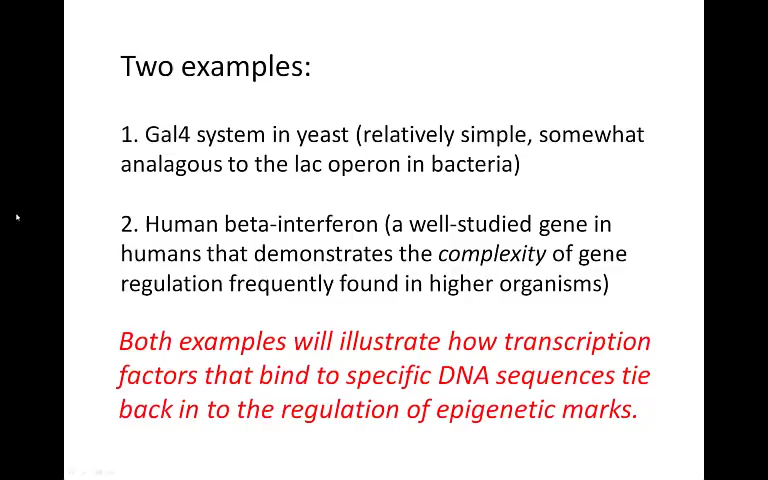 Two examples:
1. Gal4 system in yeast (relatively simple, somewhat
analagous to the lac operon in bacteria)
2. Human beta-interferon (a well-studied gene in
humans that demonstrates the complexity of gene
regulation frequently found in higher organisms)
Both examples will illustrate how transcription
factors that bind to specific DNA sequences tie
back in to the regulation of epigenetic marks.